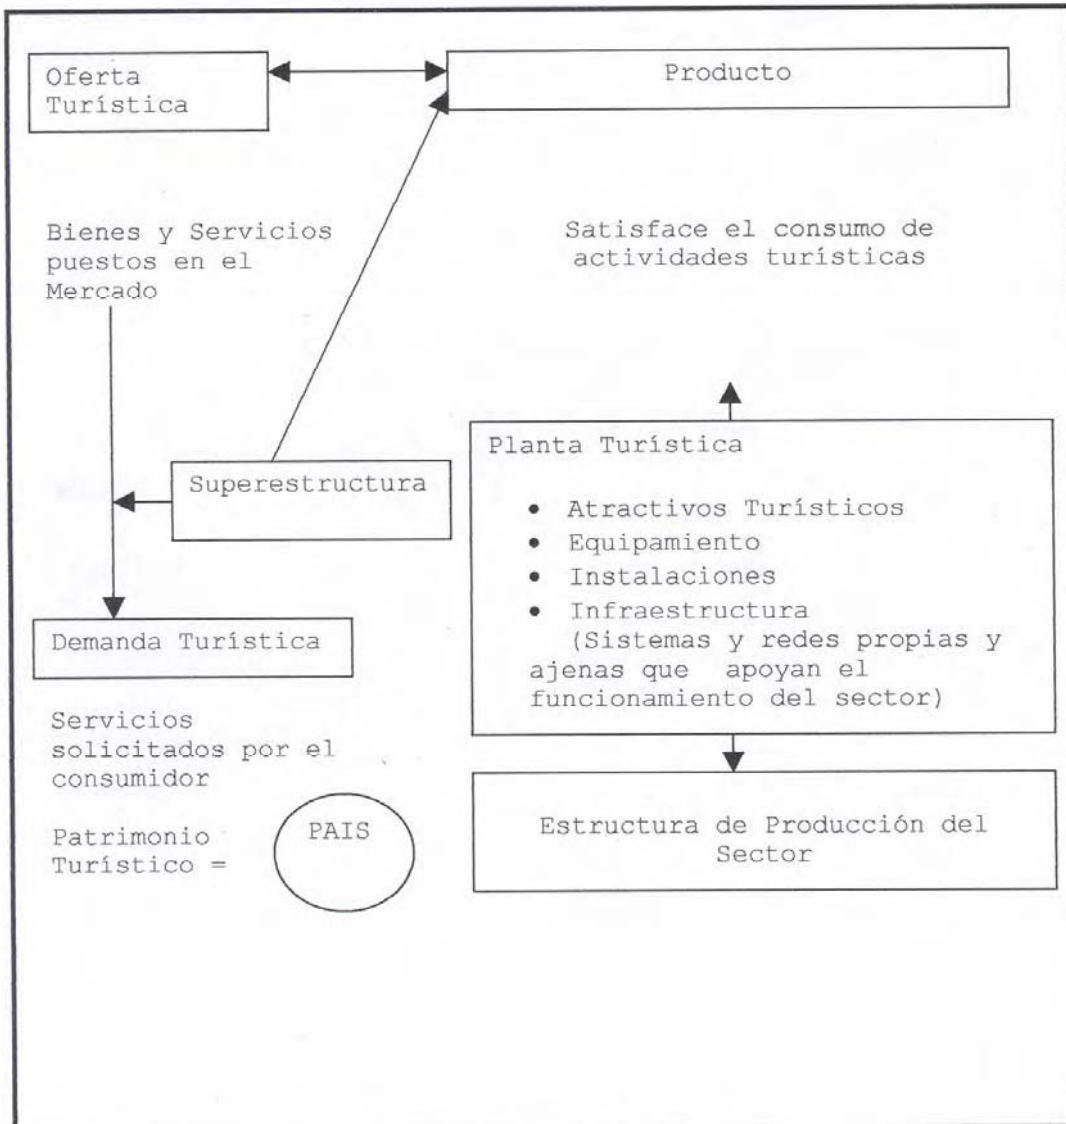 Oferta
Turística
Producto
Bienes y Servicios
puestos en el
Mercado
Satisface el consumo de
actividades turísticas
Superestructura
Planta Turística
• Atractivos Turísticos
• Equipamiento
• Instalaciones
• Infraestructura
(Sistemas y redes propias y
ajenas que apoyan el
funcionamiento del sector)
Demanda Turística
Servicios
solicitados por el
consumidor
Patrimonio
Turístico =
PAIS
Estructura de Producción del
Sector